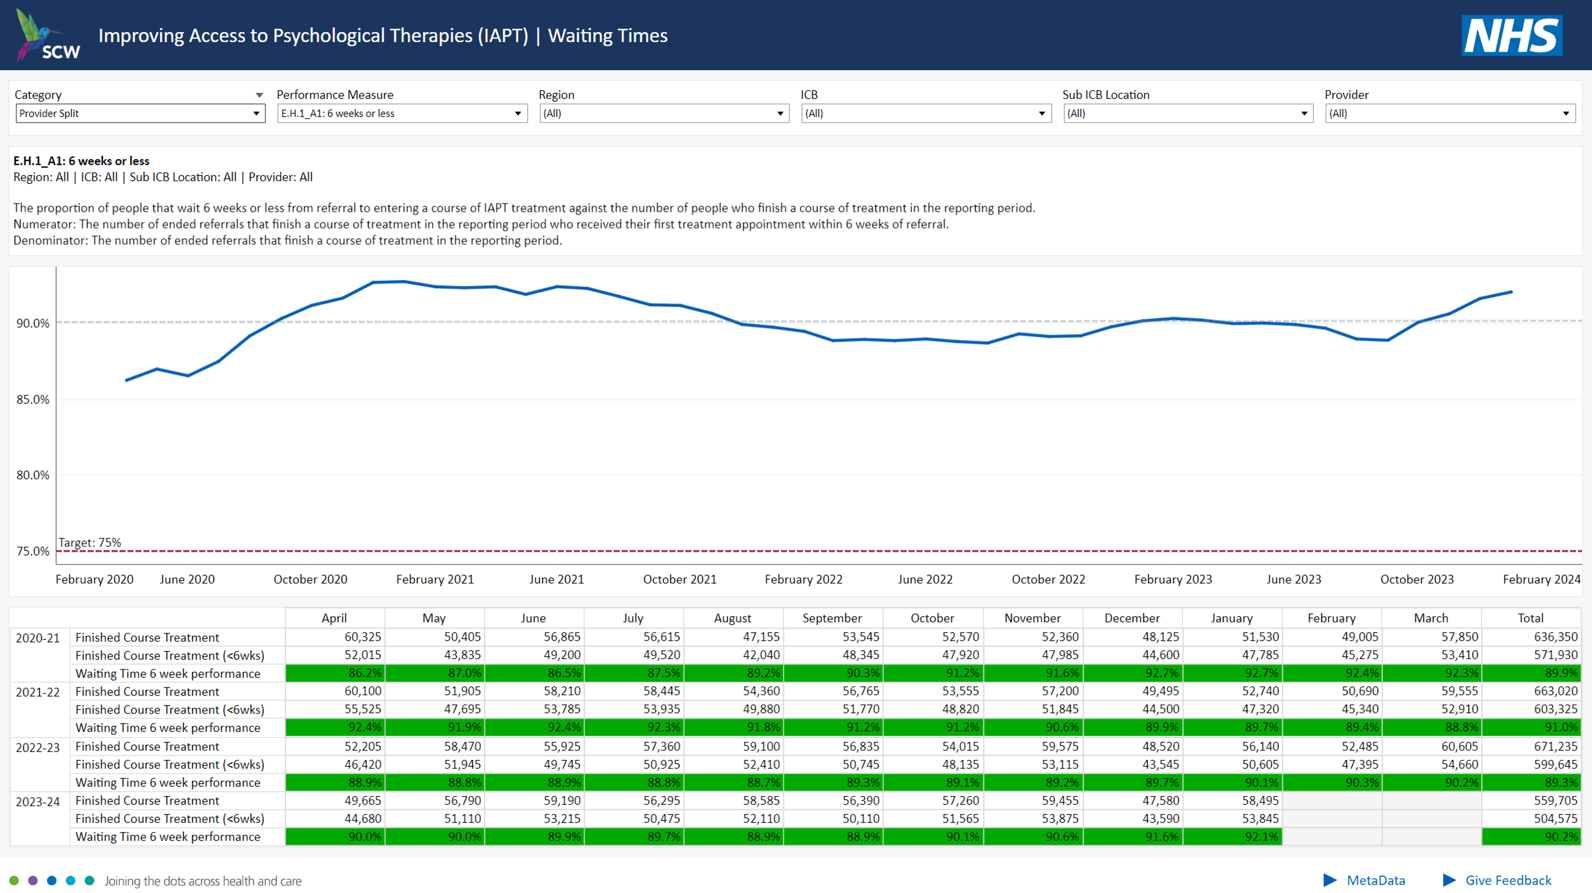 SCW
Improving Access to Psychological Therapies (IAPT) | Waiting Times
NHS
Category Performance Measure Region ICB Sub ICB Location Provider
Provider Split E.H.1_A1: 6 weeks or less (All) (All) (All) (All)
E.H.1_A1: 6 weeks or less
Region: All | ICB: All | Sub ICB Location: All | Provider: All
The proportion of people that wait 6 weeks or less from referral to entering a course of IAPT treatment against the number of people who finish a course of treatment in the reporting period.
Numerator: The number of ended referrals that finish a course of treatment in the reporting period who received their first treatment appointment within 6 weeks of referral.
Denominator: The number of ended referrals that finish a course of treatment in the reporting period.
90.0%
85.0%
80.0%
Target: 75%
75.0%
February 2020 June 2020 October 2020 February 2021 June 2021 October 2021 February 2022 June 2022 October 2022 February 2023 June 2023 October 2023 February 2024
April May June July August September October November December January February March Total
2020-21 Finished Course Treatment 60,325 50,405 56,865 56,615 47,155 53,545 52,570 52,360 48,125 51,530 49,005 57,850 636,350
Finished Course Treatment (<6wks) 52,015 43,835 49,200 49,520 42,040 48,345 47,920 47,985 44,600 47,785 45,275 53,410 571,930
Waiting Time 6 week performance 86.2% 87.0% 86.5% 87.5% 89.2% 90.3% 91.2% 91.6% 92.7% 92.7% 92.4% 92.3% 89.9%
2021-22 Finished Course Treatment 60,100 51,905 58,210 58,445 54,360 56,765 53,555 57,200 49,495 52,740 50,690 59,555 663,020
Finished Course Treatment (<6wks) 55,525 47,695 53,785 53,935 49,880 51,770 48,820 51,845 44,500 47,320 45,340 52,910 603,325
Waiting Time 6 week performance 92.4% 91.9% 92.4% 92.3% 91.8% 91.2% 91.2% 90.6% 89.9% 89.7% 89.4% 88.8% 91.0%
2022-23 Finished Course Treatment 52,205 58,470 55,925 57,360 59,100 56,835 54,015 59,575 48,520 56,140 52,485 60,605 671,235
Finished Course Treatment (<6wks) 46,420 51,945 49,745 50,925 52,410 50,745 48,135 53,115 43,545 50,605 47,395 54,660 599,645
Waiting Time 6 week performance 88.9% 88.8% 88.9% 88.8% 88.7% 89.3% 89.1% 89.2% 89.7% 90.1% 90.3% 90.2% 89.3%
2023-24 Finished Course Treatment 49,665 56,790 59,190 56,295 58,585 56,390 57,260 59,455 47,580 58,495 559,705
Finished Course Treatment (<6wks) 44,680 51,110 53,215 50,475 52,110 50,110 51,565 53,875 43,590 53,845 504,575
Waiting Time 6 week performance 90.0% 90.0% 89.9% 89.7% 88.9% 88.9% 90.1% 90.6% 91.6% 92.1% 90.2%
Joining the dots across health and care MetaData Give Feedback